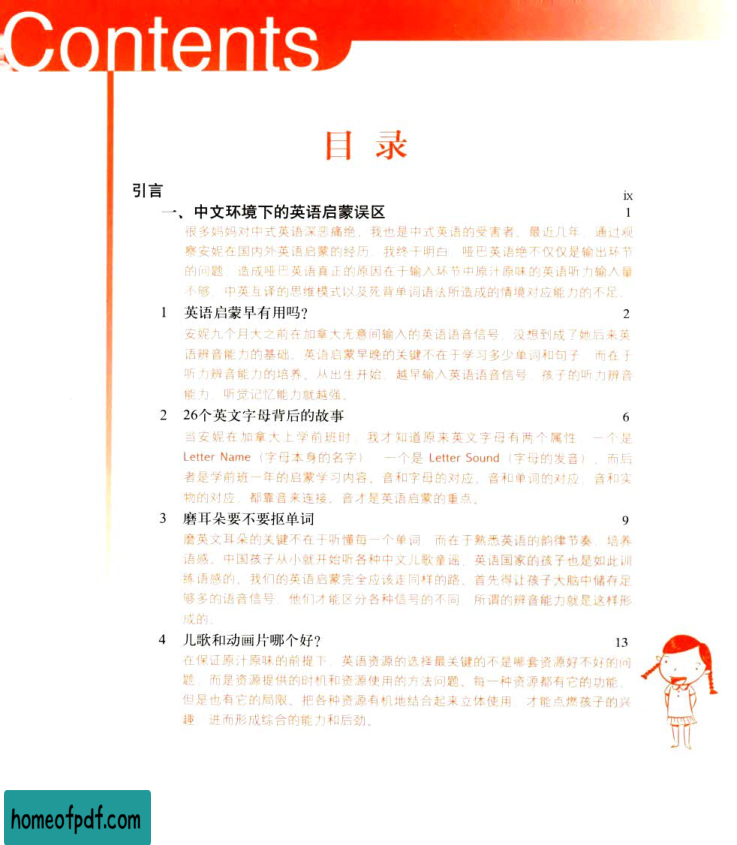 Contents
目 录
引言 ix
一、中文环境下的英语启蒙误区 1
很多妈妈对中式英语深恶痛绝，我也是中式英语的受害者。最近几年，通过观
察安妮在国内外英语启蒙的经历，我终于明白，哑巴英语绝不仅仅是输出环节
的问题，造成哑巴英语真正的原因在于输入环节中原汁原味的英语听力输入量
不够，中英互译的思维模式以及死背单词语法所造成的情境对应能力的不足。
1 英语启蒙早有用吗？ 2
安妮九个月大之前在加拿大无意间输入的英语语音信号，没想到成了她后来英
语辨音能力的基础。英语启蒙早晚的关键不在于学习多少单词和句子，而在于
听力辨音能力的培养。从出生开始，越早输入英语语音信号，孩子的听力辨音
能力、听觉记忆能力就越强。
2 26个英文字母背后的故事 6
当安妮在加拿大上学前班时，我才知道原来英文字母有两个属性，一个是
Letter Name（字母本身的名字），一个是 Letter Sound（字母的发音），而后
者是学前班一年的启蒙学习内容。音和字母的对应，音和单词的对应，音和实
物的对应，都靠音来连接。音才是英语启蒙的重点。
3 磨耳朵要不要抠单词 9
磨英文耳朵的关键不在于听懂每一个单词，而在于熟悉英语的韵律节奏，培养
语感。中国孩子从小就开始听各种中文儿歌童谣，英语国家的孩子也是如此训
练语感的。我们的英语启蒙完全应该走同样的路，首先得让孩子大脑中储存足
够多的语音信号，他们才能区分各种信号的不同，所谓的辨音能力就是这样形
成的。
4 儿歌和动画片哪个好？ 13
在保证原汁原味的前提下，英语资源的选择最关键的不是哪套资源好不好的问
题，而是资源提供的时机和资源使用的方法问题。每一种资源都有它的功能，
但是也有它的局限。把各种资源有机地结合起来立体使用，才能点燃孩子的兴
趣，进而形成综合的能力和后劲。
homeofpdf.com